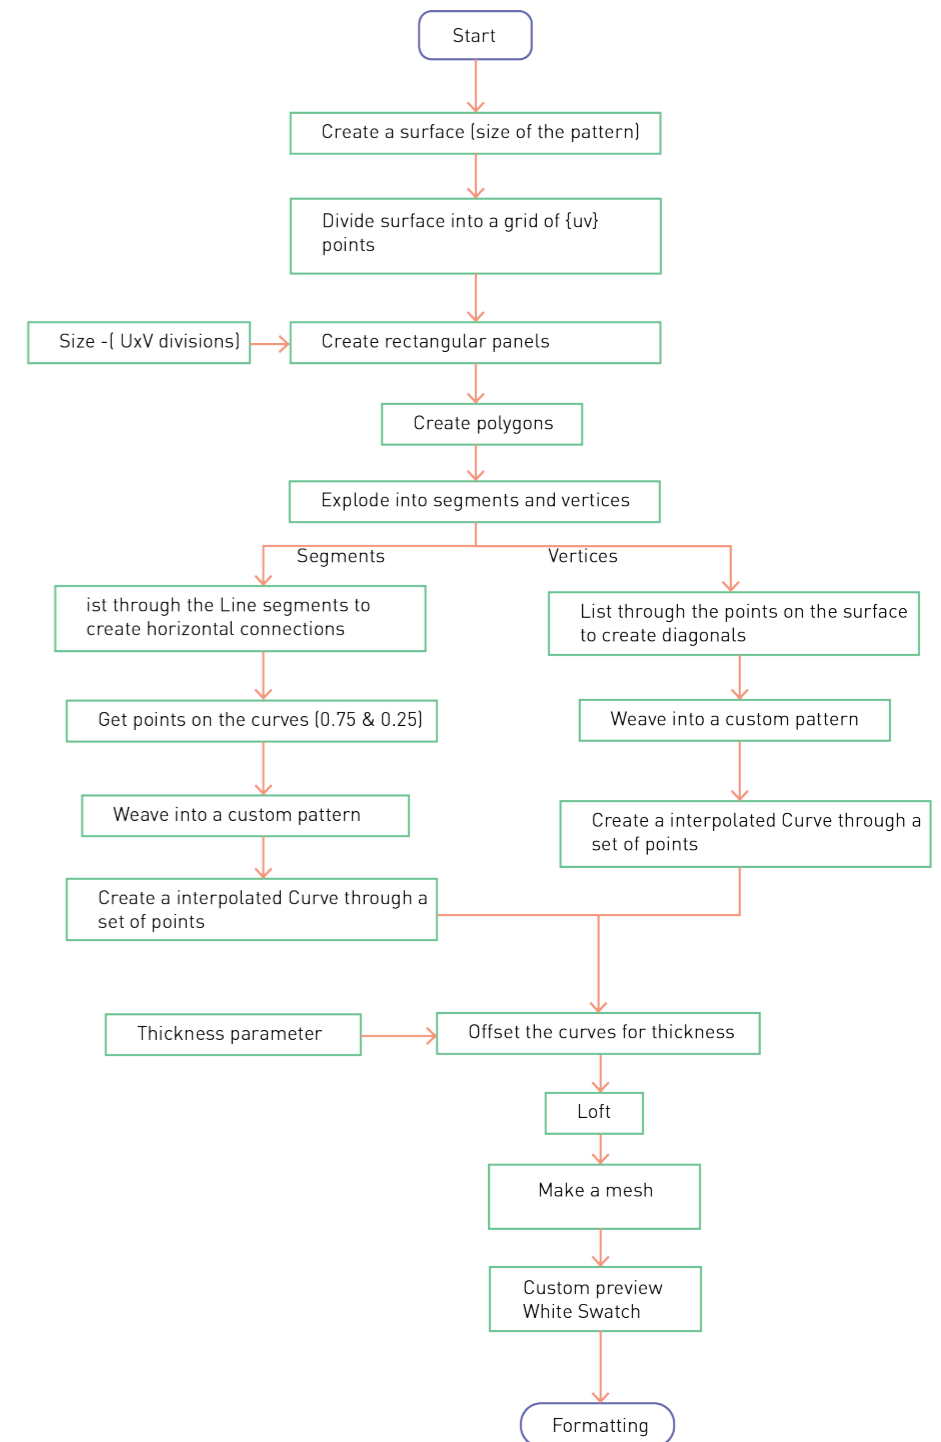 Start
Create a surface (size of the pattern)
Divide surface into a grid of {uv}
points
Size -( UxV divisions)
Create rectangular panels
Create polygons
Explode into segments and vertices
Segments
Vertices
ist through the Line segments to
create horizontal connections
List through the points on the surface
to create diagonals
Get points on the curves (0.75 & 0.25)
Weave into a custom pattern
Weave into a custom pattern
Create a interpolated Curve through a
set of points
Create a interpolated Curve through a
set of points
Thickness parameter
Offset the curves for thickness
Loft
Make a mesh
Custom preview
White Swatch
Formatting